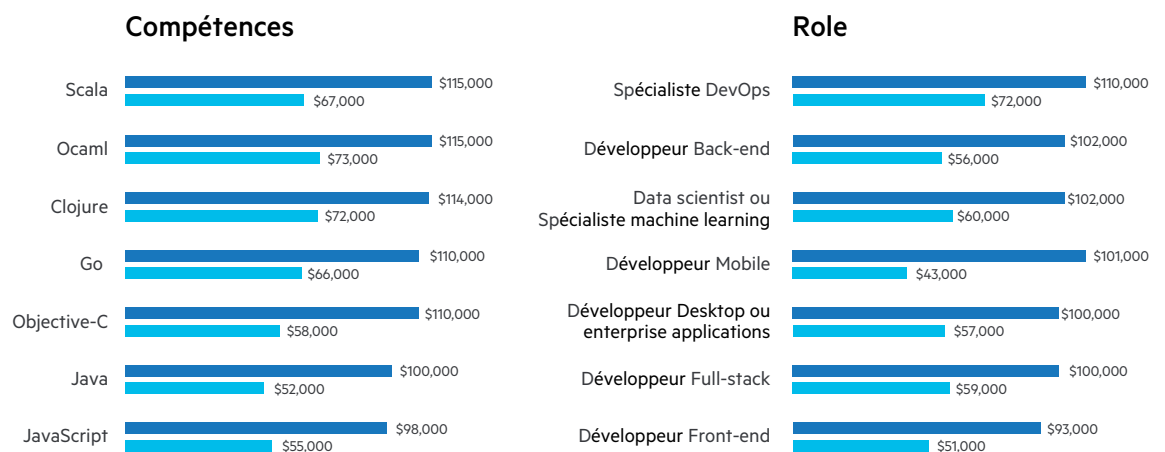 Compétences
Scala
$115,000
$67,000
Ocaml
$115,000
$73,000
Clojure
$114,000
$72,000
Go
$110,000
$66,000
Objective-C
$110,000
$58,000
Java
$100,000
$52,000
JavaScript
$98,000
$55,000
Role
Spécialiste DevOps
$110,000
$72,000
Développeur Back-end
$102,000
$56,000
Data scientist ou
Spécialiste machine learning
$102,000
$60,000
Développeur Mobile
$101,000
$43,000
Développeur Desktop ou
enterprise applications
$100,000
$57,000
Développeur Full-stack
$100,000
$59,000
Développeur Front-end
$93,000
$51,000